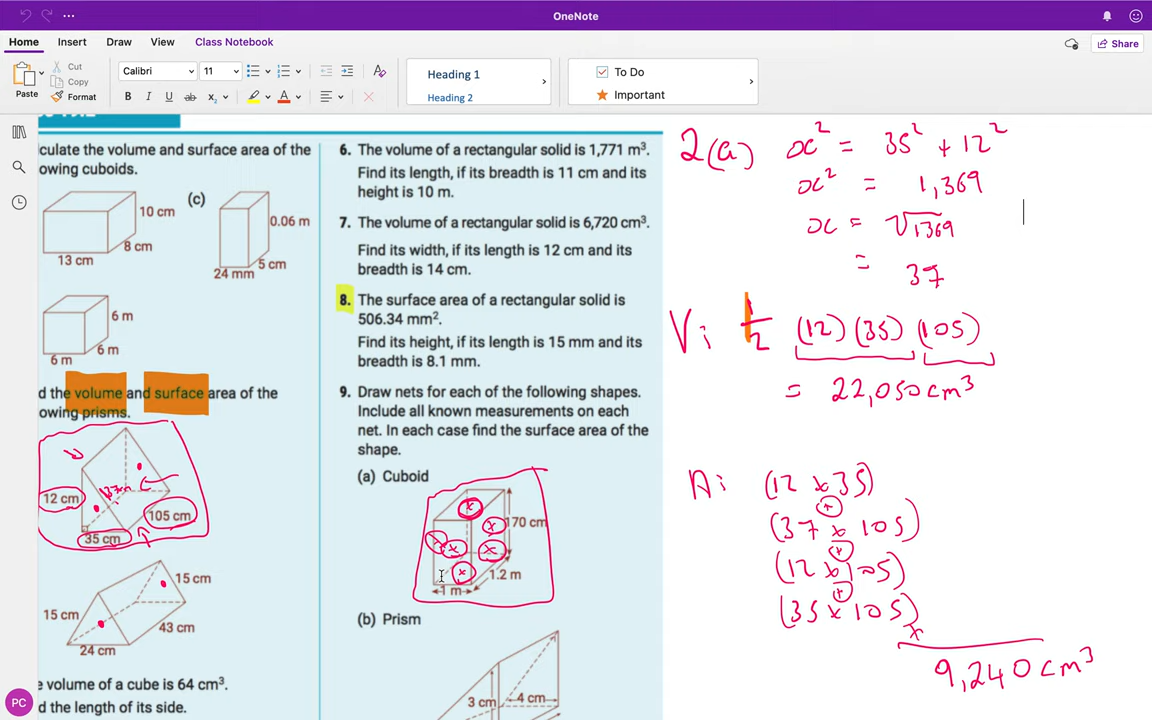 OneNote
Home Insert Draw View Class Notebook
Share
Paste
Cut
Copy
Format
Calibri 11
B I U ab x₂ A
Heading 1
Heading 2
To Do
Important
culate the volume and surface area of the
owing cuboids.
10 cm
8 cm
13 cm
(c)
0.06 m
5 cm
24 mm
6 m
6 m
6 m
d the volume and surface area of the
owing prisms.
12 cm
37cm
105 cm
35 cm
15 cm
15 cm
43 cm
24 cm
e volume of a cube is 64 cm³.
d the length of its side.
6. The volume of a rectangular solid is 1,771 m³.
Find its length, if its breadth is 11 cm and its
height is 10 m.
7. The volume of a rectangular solid is 6,720 cm³.
Find its width, if its length is 12 cm and its
breadth is 14 cm.
8. The surface area of a rectangular solid is
506.34 mm².
Find its height, if its length is 15 mm and its
breadth is 8.1 mm.
9. Draw nets for each of the following shapes.
Include all known measurements on each
net. In each case find the surface area of the
shape.
(a) Cuboid
170 cm
1.2 m
1 m
(b) Prism
3 cm
4 cm
2(a) x² = 35² + 12²
x² = 1,369
x = √1369
= 37
V: 1/2 (12)(35)(105)
= 22,050cm³
A: (12 x 35)
+
(37 x 105)
+
(12 x 105)
+
(35 x 105)
+
9,240cm³
PC